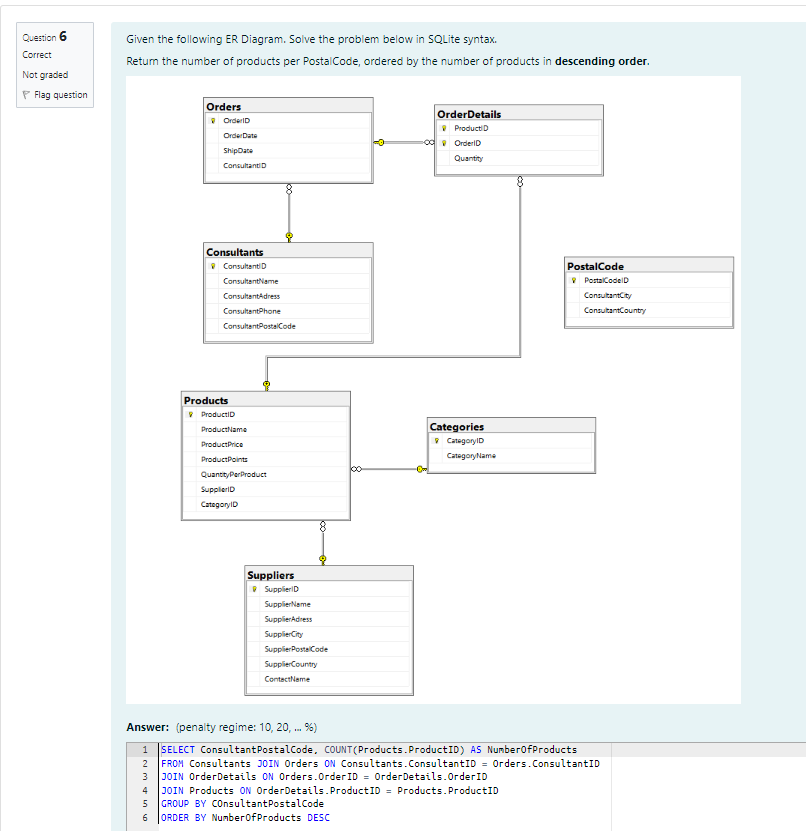 Question 6
Correct
Not graded
Flag question
Given the following ER Diagram. Solve the problem below in SQLite syntax.
Return the number of products per PostalCode, ordered by the number of products in descending order.
Orders
OrderID
OrderDate
ShipDate
ConsultantID
OrderDetails
ProductID
OrderID
Quantity
Consultants
ConsultantID
ConsultantName
ConsultantAdress
ConsultantPhone
ConsultantPostalCode
PostalCode
PostalCodeID
ConsultantCity
ConsultantCountry
Products
ProductID
ProductName
ProductPrice
ProductPoints
QuantityPerProduct
SupplierID
CategoryID
Categories
CategoryID
CategoryName
Suppliers
SupplierID
SupplierName
SupplierAdress
SupplierCity
SupplierPostalCode
SupplierCountry
ContactName
Answer: (penalty regime: 10, 20, ... %)
1 SELECT ConsultantPostalCode, COUNT(Products.ProductID) AS NumberOfProducts
2 FROM Consultants JOIN Orders ON Consultants.ConsultantID = Orders.ConsultantID
3 JOIN OrderDetails ON Orders.OrderID = OrderDetails.OrderID
4 JOIN Products ON OrderDetails.ProductID = Products.ProductID
5 GROUP BY COnsultantPostalCode
6 ORDER BY NumberOfProducts DESC